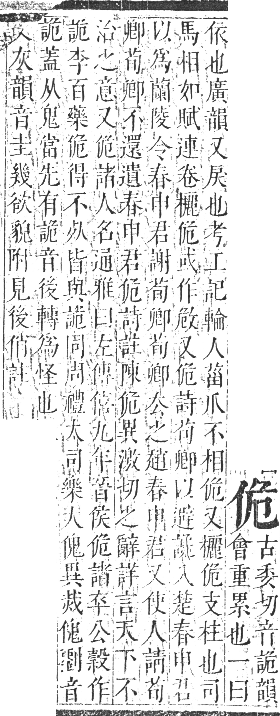 佹
古委切音詭韻
會重累也一曰
依也廣韻又戾也考工記輪人菑爪不相佹又欐佹支柱也司
馬相如賦連卷欐佹或作㩻又佹詩荀卿以避讒入楚春申君
以爲蘭陵令春申君謝荀卿荀卿去之趙春申君又使人請荀
卿荀卿不還遺春申君佹詩註陳佹異激切之辭詳言天下不
治之意又佹諸人名通雅曰左傳僖九年晉侯佹諸卒公穀作
詭李百藥佹得不从皆與詭同周禮大司樂大傀異烖傀劉音
詭蓋从鬼當先有詭音後轉爲怪也
又灰韻音圭幾欲貌附見後佾註